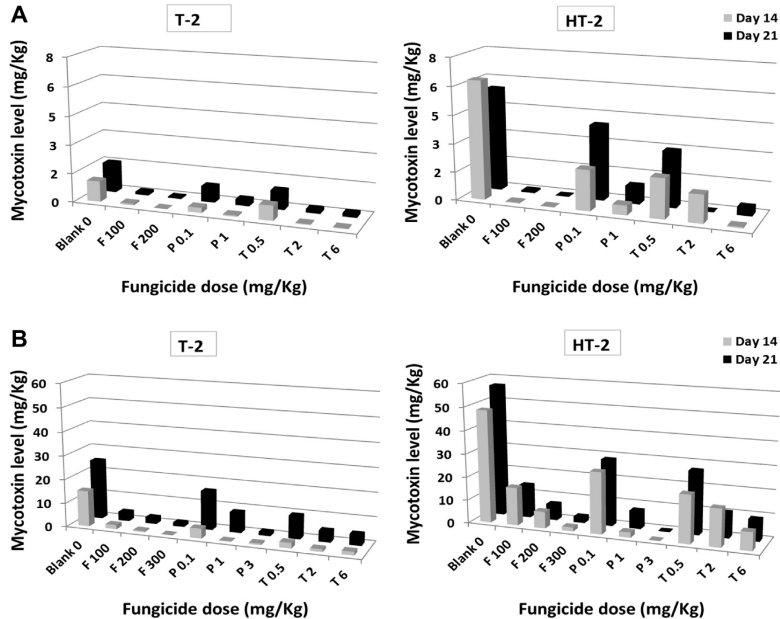 A
T-2
HT-2
Day 14
Day 21
Mycotoxin level (mg/Kg)
8
6
5
3
2
0
Blank 0
F 100
F 200
P 0.1
P 1
T 0.5
T 2
T 6
Fungicide dose (mg/Kg)
Mycotoxin level (mg/Kg)
8
6
5
3
2
0
Blank 0
F 100
F 200
P 0.1
P 1
T 0.5
T 2
T 6
Fungicide dose (mg/Kg)
B
T-2
HT-2
Day 14
Day 21
Mycotoxin level (mg/Kg)
60
50
40
30
20
10
0
Blank 0
F 100
F 200
F 300
P 0.1
P 1
P 3
T 0.5
T 2
T 6
Fungicide dose (mg/Kg)
Mycotoxin level (mg/Kg)
60
50
40
30
20
10
0
Blank 0
F 100
F 200
F 300
P 0.1
P 1
P 3
T 0.5
T 2
T 6
Fungicide dose (mg/Kg)